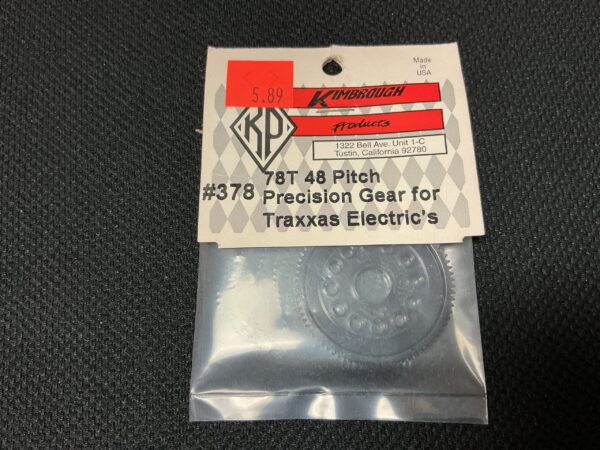 Made
in
USA
5.89
KIMBROUGH
Products
KP
1322 Bell Ave. Unit 1-C
Tustin, California 92780
#378 78T 48 Pitch
Precision Gear for
Traxxas Electric's